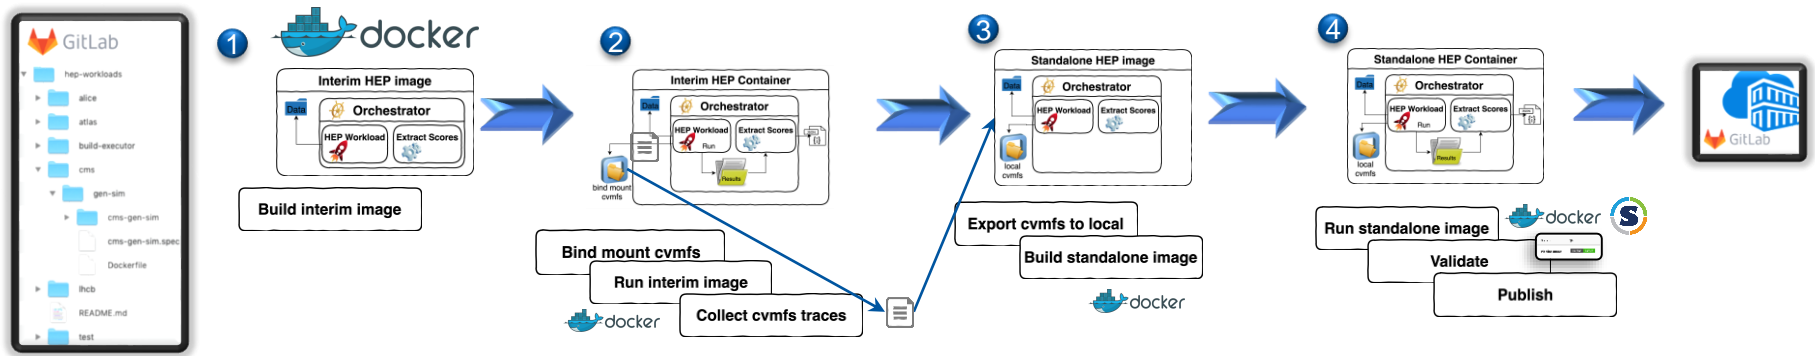 GitLab
hep-workloads
alice
atlas
build-executor
cms
gen-sim
cms-gen-sim
cms-gen-sim.spec
Dockerfile
lhcb
README.md
test
1
docker
Interim HEP image
Data
Orchestrator
HEP Workload
Extract Scores
Build interim image
2
Interim HEP Container
Data
Orchestrator
HEP Workload
Extract Scores
Run
Results
bind mount
cvmfs
Bind mount cvmfs
Run interim image
Collect cvmfs traces
docker
3
Standalone HEP image
Data
Orchestrator
HEP Workload
Extract Scores
local
cvmfs
Export cvmfs to local
Build standalone image
docker
4
Standalone HEP Container
Data
Orchestrator
HEP Workload
Extract Scores
Run
Results
local
cvmfs
Run standalone image
docker
S
Validate
Publish
GitLab